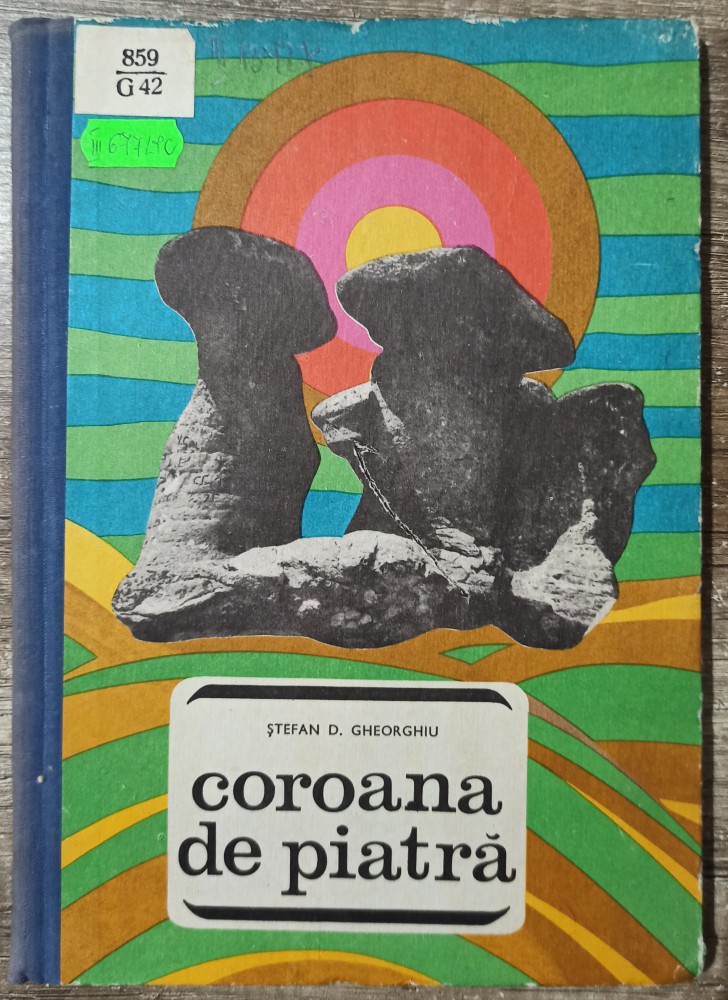 859
G 42
ŞTEFAN D. GHEORGHIU
coroana
de piatră